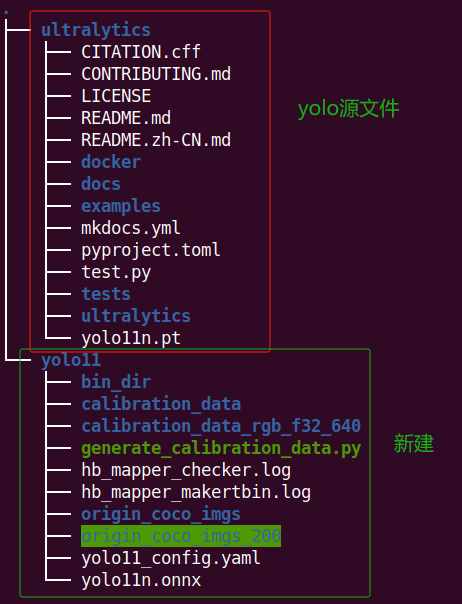 .
ultralytics
CITATION.cff
CONTRIBUTING.md
LICENSE
README.md
README.zh-CN.md
docker
docs
examples
mkdocs.yml
pyproject.toml
test.py
tests
ultralytics
yolo11n.pt
yolo源文件
yolo11
bin_dir
calibration_data
calibration_data_rgb_f32_640
generate_calibration_data.py
hb_mapper_checker.log
hb_mapper_makertbin.log
origin_coco_imgs
origin_coco_imgs_200
yolo11_config.yaml
yolo11n.onnx
新建